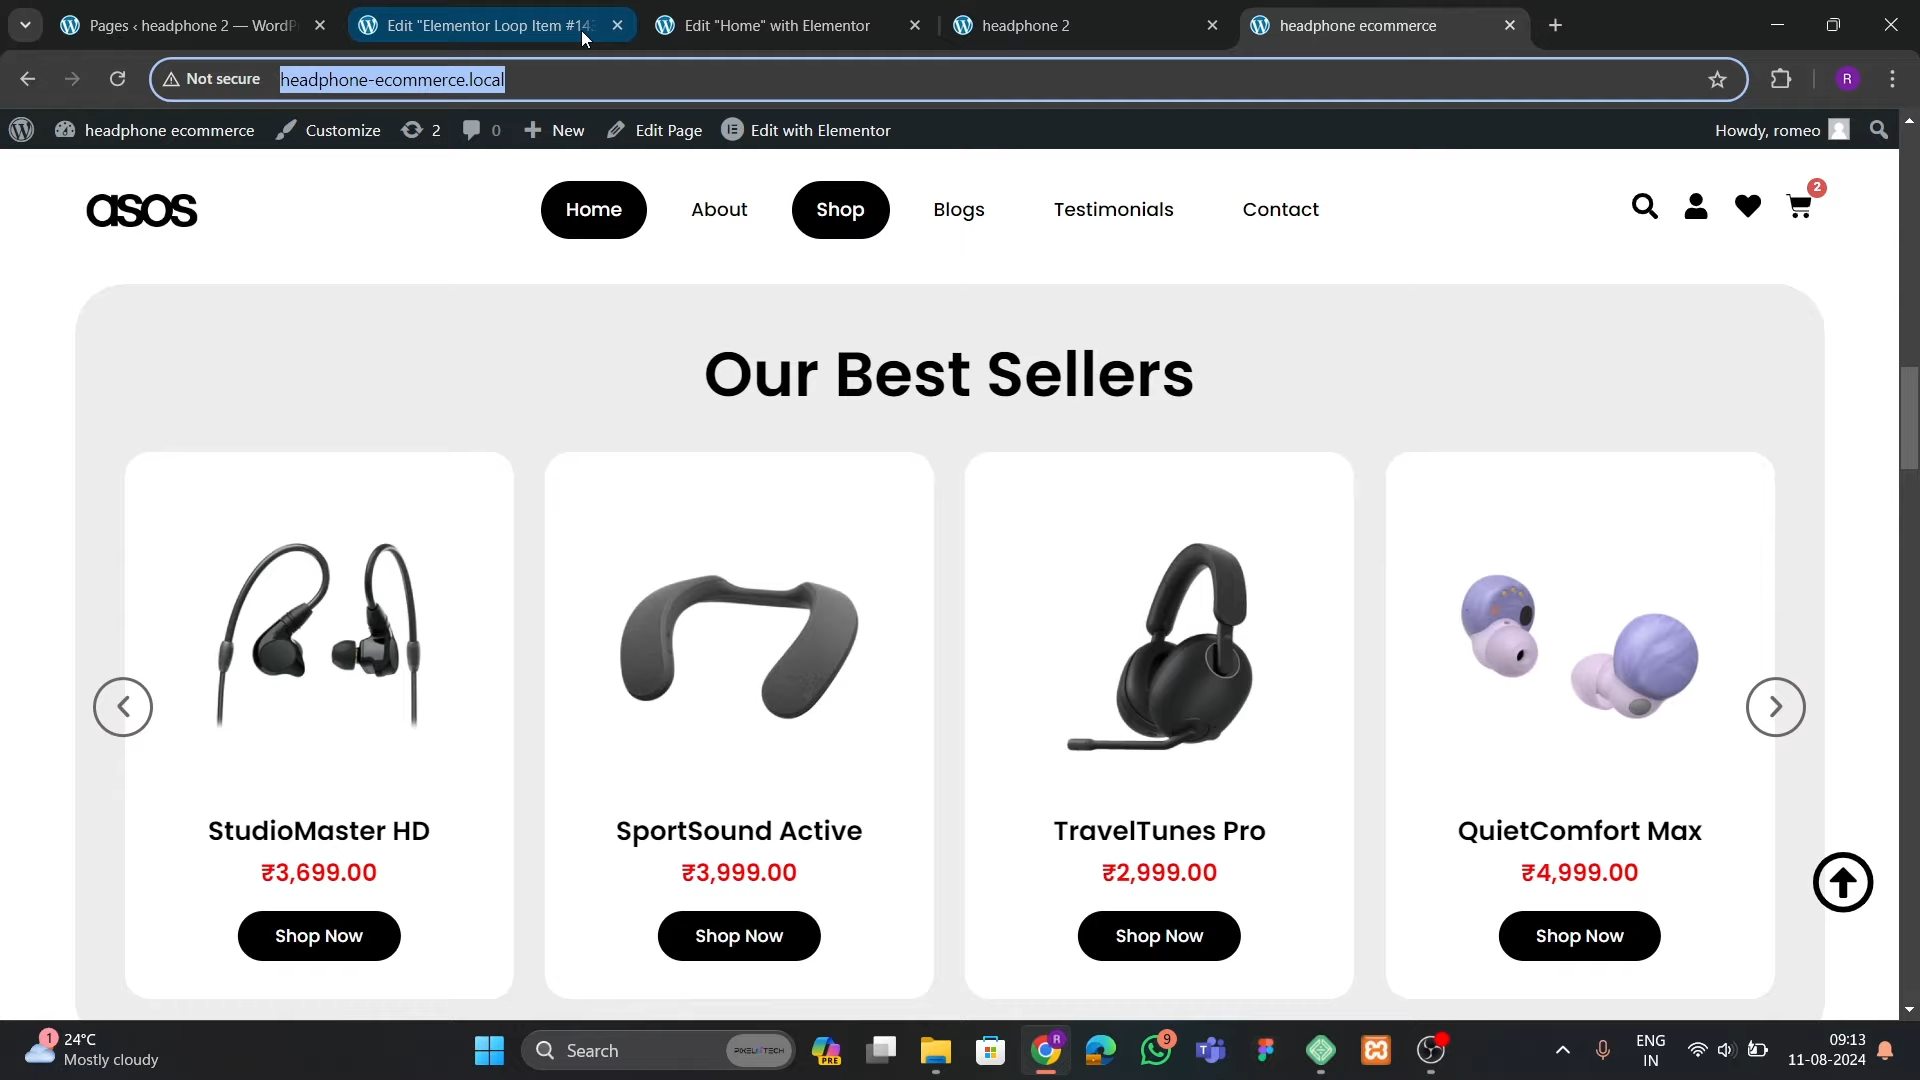 Pages ‹ headphone 2 — WordP
Edit "Elementor Loop Item #143
Edit "Home" with Elementor
headphone 2
headphone ecommerce
Not secure
headphone-ecommerce.local
R
headphone ecommerce
Customize
2
0
New
Edit Page
Edit with Elementor
Howdy, romeo
asos
Home
About
Shop
Blogs
Testimonials
Contact
2
Our Best Sellers
StudioMaster HD
SportSound Active
TravelTunes Pro
QuietComfort Max
₹3,699.00
₹3,999.00
₹2,999.00
₹4,999.00
Shop Now
Shop Now
Shop Now
Shop Now
1
24°C
Mostly cloudy
Search
PRE
R
9
ENG
IN
09:13
11-08-2024